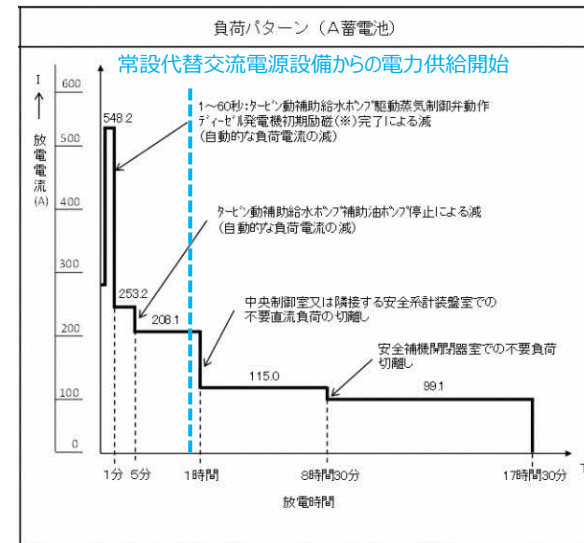 負荷パターン（A蓄電池）
常設代替交流電源設備からの電力供給開始
I
↑
放電電流(A)
600
500
400
300
200
100
0
548.2
1～60秒：タービン動補助給水ポンプ駆動蒸気制御弁動作
ディーゼル発電機初期励磁(※)完了による減
(自動的な負荷電流の減)
タービン動補助給水ポンプ補助油ポンプ停止による減
(自動的な負荷電流の減)
253.2
208.1
中央制御室又は隣接する安全系計装盤室での
不要直流負荷の切離し
安全補機開閉器室での不要負荷
切離し
115.0
99.1
1分
5分
1時間
8時間30分
17時間30分
放電時間